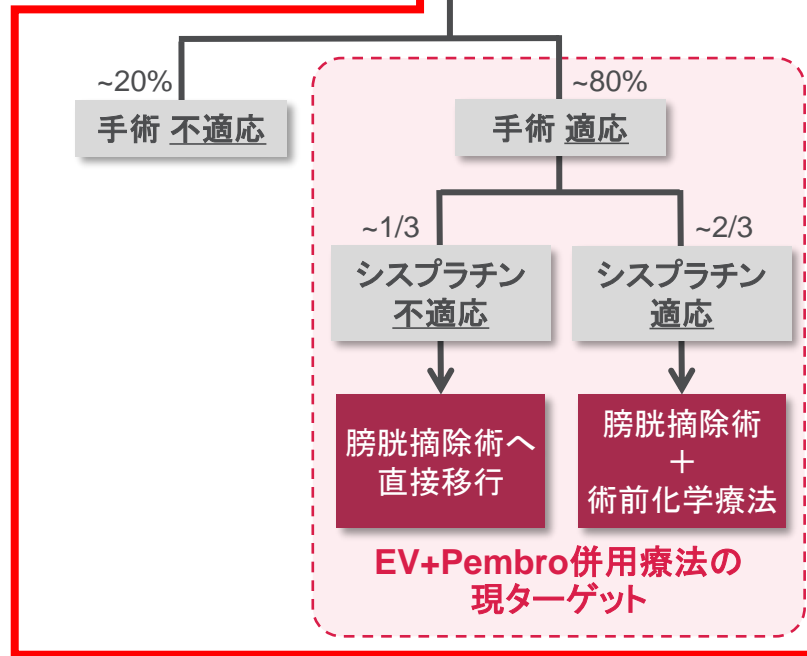 ~20%
~80%
手術 不適応
手術 適応
~1/3
~2/3
シスプラチン
不適応
シスプラチン
適応
膀胱摘除術へ
直接移行
膀胱摘除術
＋
術前化学療法
EV+Pembro併用療法の
現ターゲット